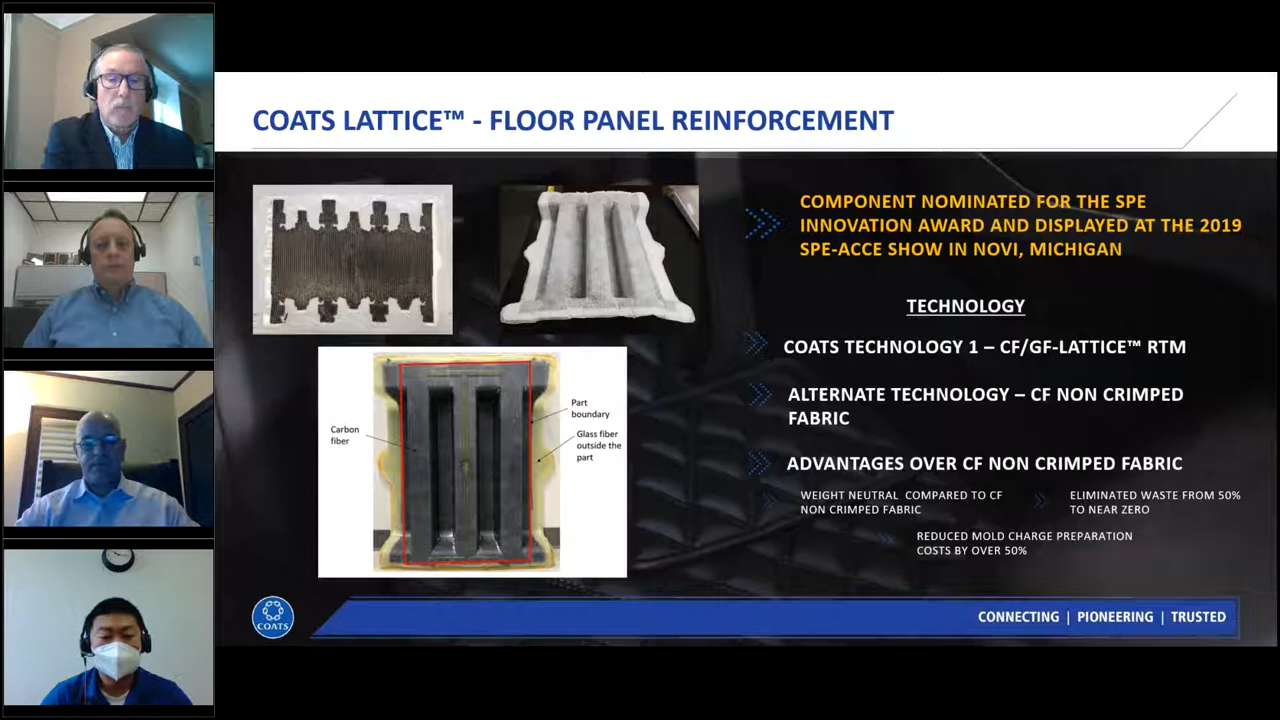 COATS LATTICE™ - FLOOR PANEL REINFORCEMENT
COMPONENT NOMINATED FOR THE SPE
INNOVATION AWARD AND DISPLAYED AT THE 2019
SPE-ACCE SHOW IN NOVI, MICHIGAN
TECHNOLOGY
COATS TECHNOLOGY 1 – CF/GF-LATTICE™ RTM
ALTERNATE TECHNOLOGY – CF NON CRIMPED
FABRIC
ADVANTAGES OVER CF NON CRIMPED FABRIC
WEIGHT NEUTRAL COMPARED TO CF
NON CRIMPED FABRIC
ELIMINATED WASTE FROM 50%
TO NEAR ZERO
REDUCED MOLD CHARGE PREPARATION
COSTS BY OVER 50%
Carbon
fiber
Part
boundary
Glass fiber
outside the
part
COATS
CONNECTING | PIONEERING | TRUSTED